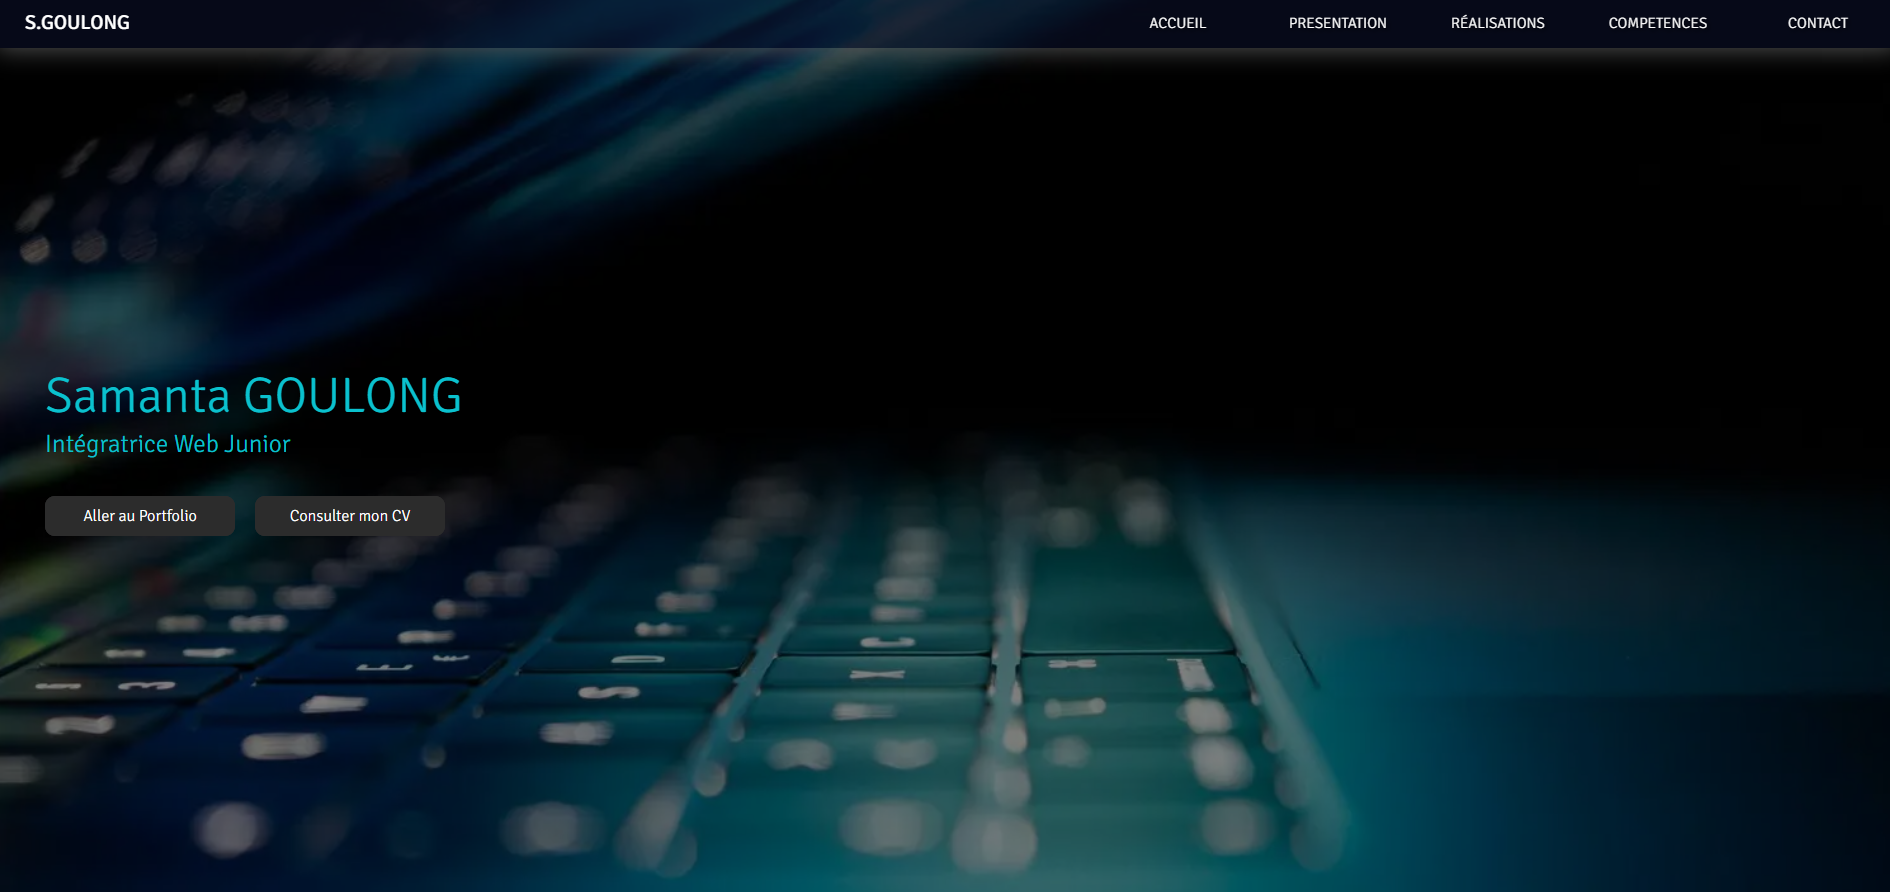 S.GOULONG
ACCUEIL PRESENTATION RÉALISATIONS COMPETENCES CONTACT
Samanta GOULONG
Intégratrice Web Junior
Aller au Portfolio Consulter mon CV